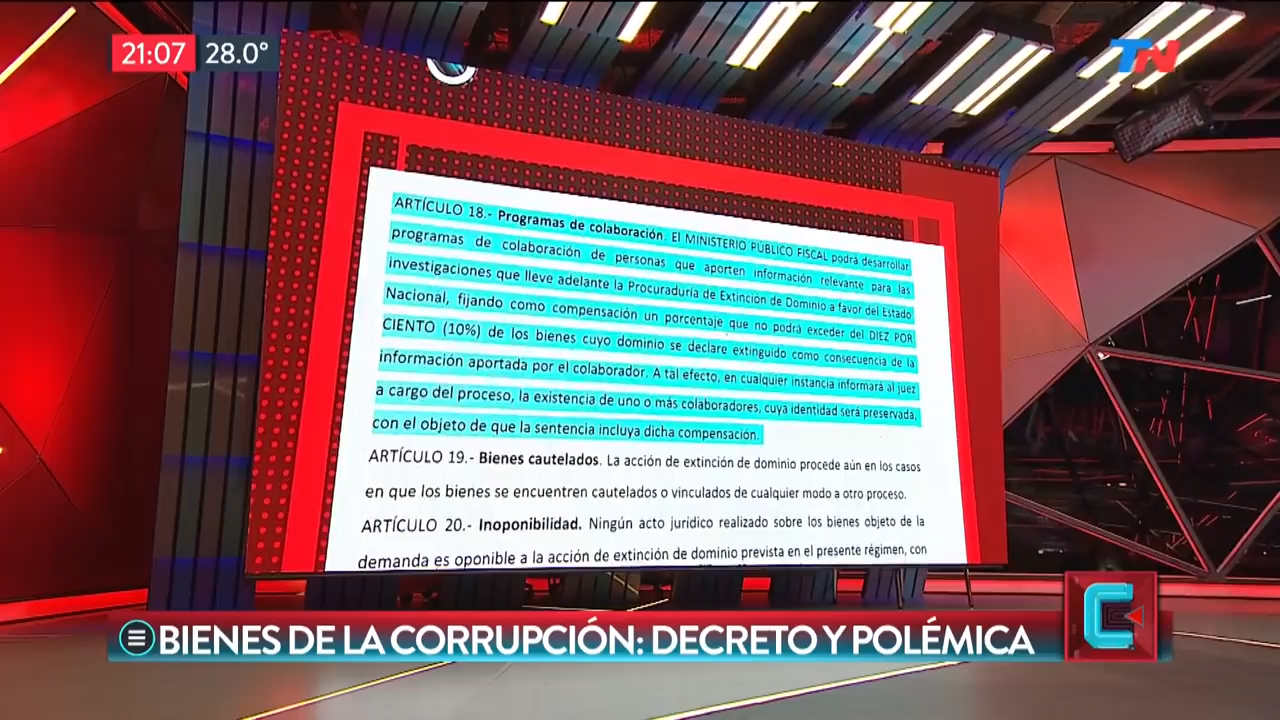 21:07 28.0°
TN
ARTÍCULO 18.- Programas de colaboración. El MINISTERIO PÚBLICO FISCAL podrá desarrollar
programas de colaboración de personas que aporten información relevante para las
investigaciones que lleve adelante la Procuraduría de Extinción de Dominio a favor del Estado
Nacional, fijando como compensación un porcentaje que no podrá exceder del DIEZ POR
CIENTO (10%) de los bienes cuyo dominio se declare extinguido como consecuencia de la
información aportada por el colaborador. A tal efecto, en cualquier instancia informará al juez
a cargo del proceso, la existencia de uno o más colaboradores, cuya identidad será preservada,
con el objeto de que la sentencia incluya dicha compensación.
ARTÍCULO 19.- Bienes cautelados. La acción de extinción de dominio procede aún en los casos
en que los bienes se encuentren cautelados o vinculados de cualquier modo a otro proceso.
ARTÍCULO 20.- Inoponibilidad. Ningún acto jurídico realizado sobre los bienes objeto de la
demanda es oponible a la acción de extinción de dominio prevista en el presente régimen, con
BIENES DE LA CORRUPCIÓN: DECRETO Y POLÉMICA
C